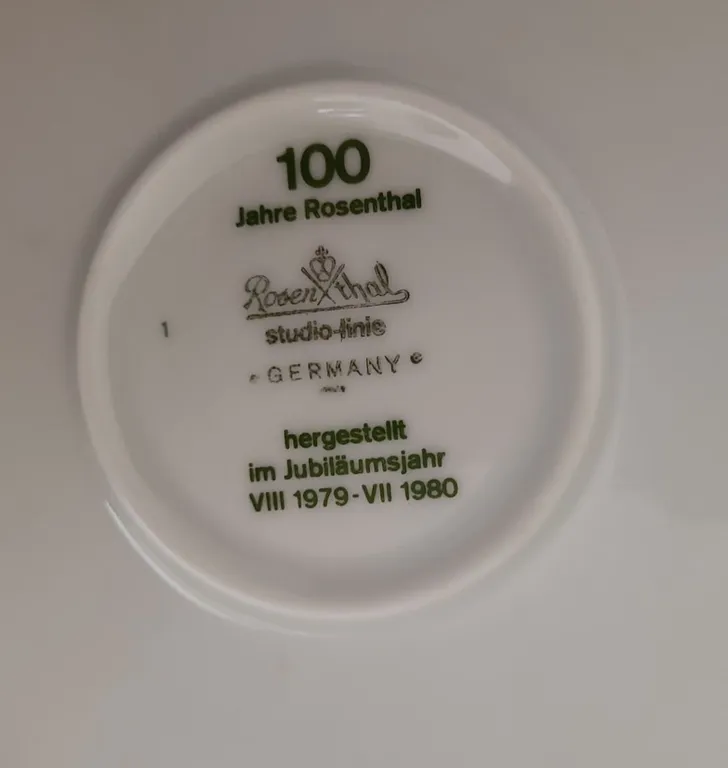 100
Jahre Rosenthal
Rosenthal
studio-linie
GERMANY
1
hergestellt
im Jubiläumsjahr
VIII 1979-VII 1980